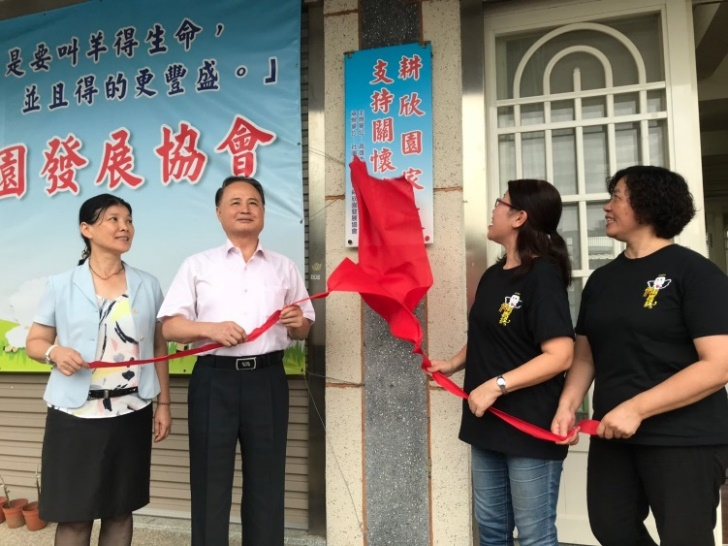 是要叫羊得生命，
並且得的更豐盛。」
園發展協會
耕欣園家
支持關懷